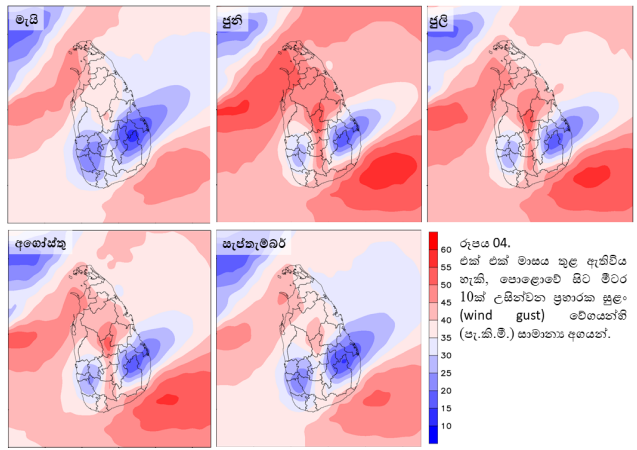 මැයි
ජුනි
ජුලි
අගෝස්තු
සැප්තැම්බර්
60
55
50
45
40
35
30
25
20
15
10
රූපය 04.
එක් එක් මාසය තුළ ඇතිවිය
හැකි, පොළොවේ සිට මීටර
10ක් උසින්වන ප්‍රහාරක සුළං
(wind gust) වේගයන්හි
(පැ.කි.මී.) සාමාන්‍ය අගයන්.